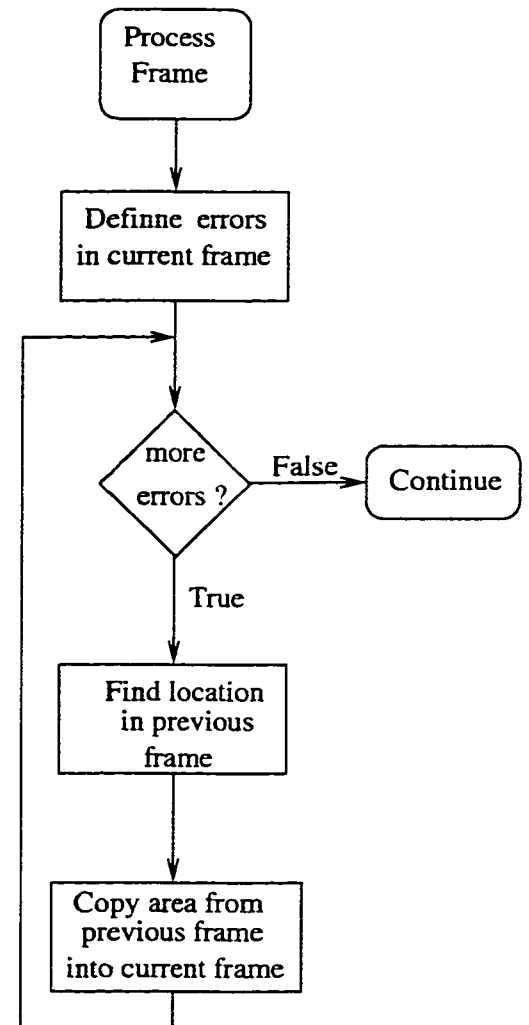 Process
Frame
Definne errors
in current frame
more
errors ?
False
Continue
True
Find location
in previous
frame
Copy area from
previous frame
into current frame